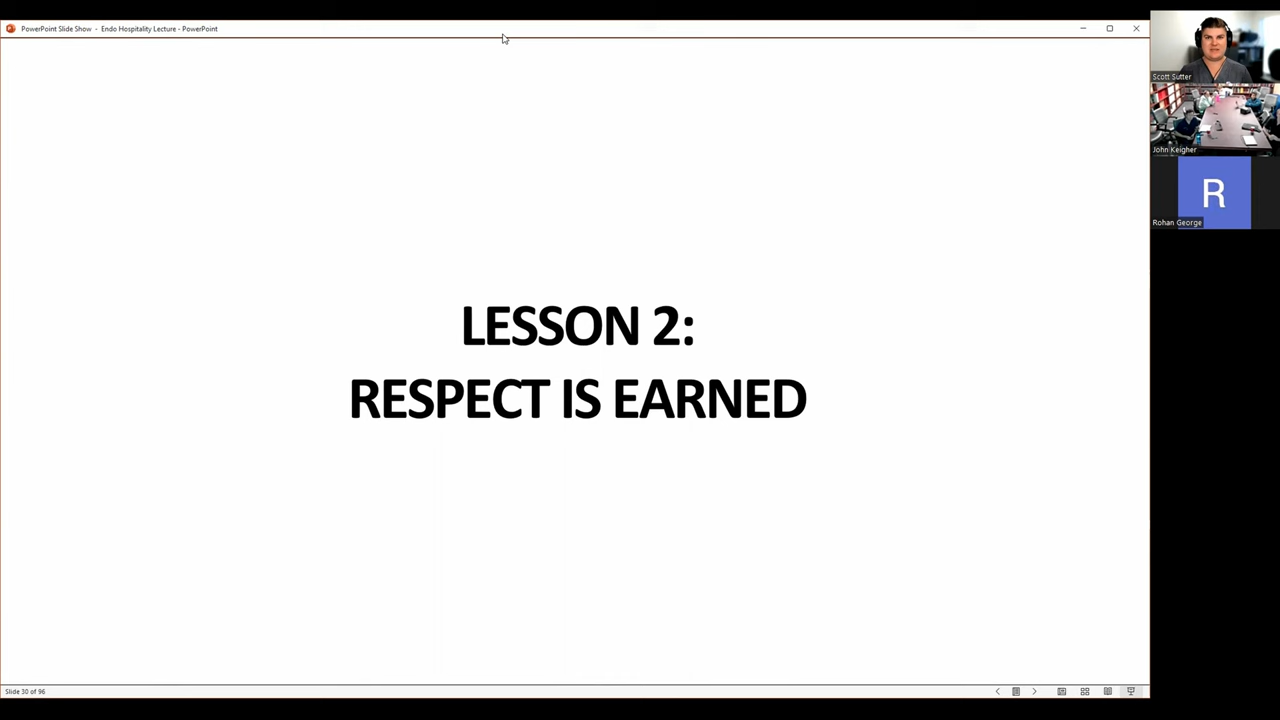 PowerPoint Slide Show - Endo Hospitality Lecture - PowerPoint
Scott Sutter
John Keigher
R
Rohan George
LESSON 2:
RESPECT IS EARNED
Slide 30 of 96